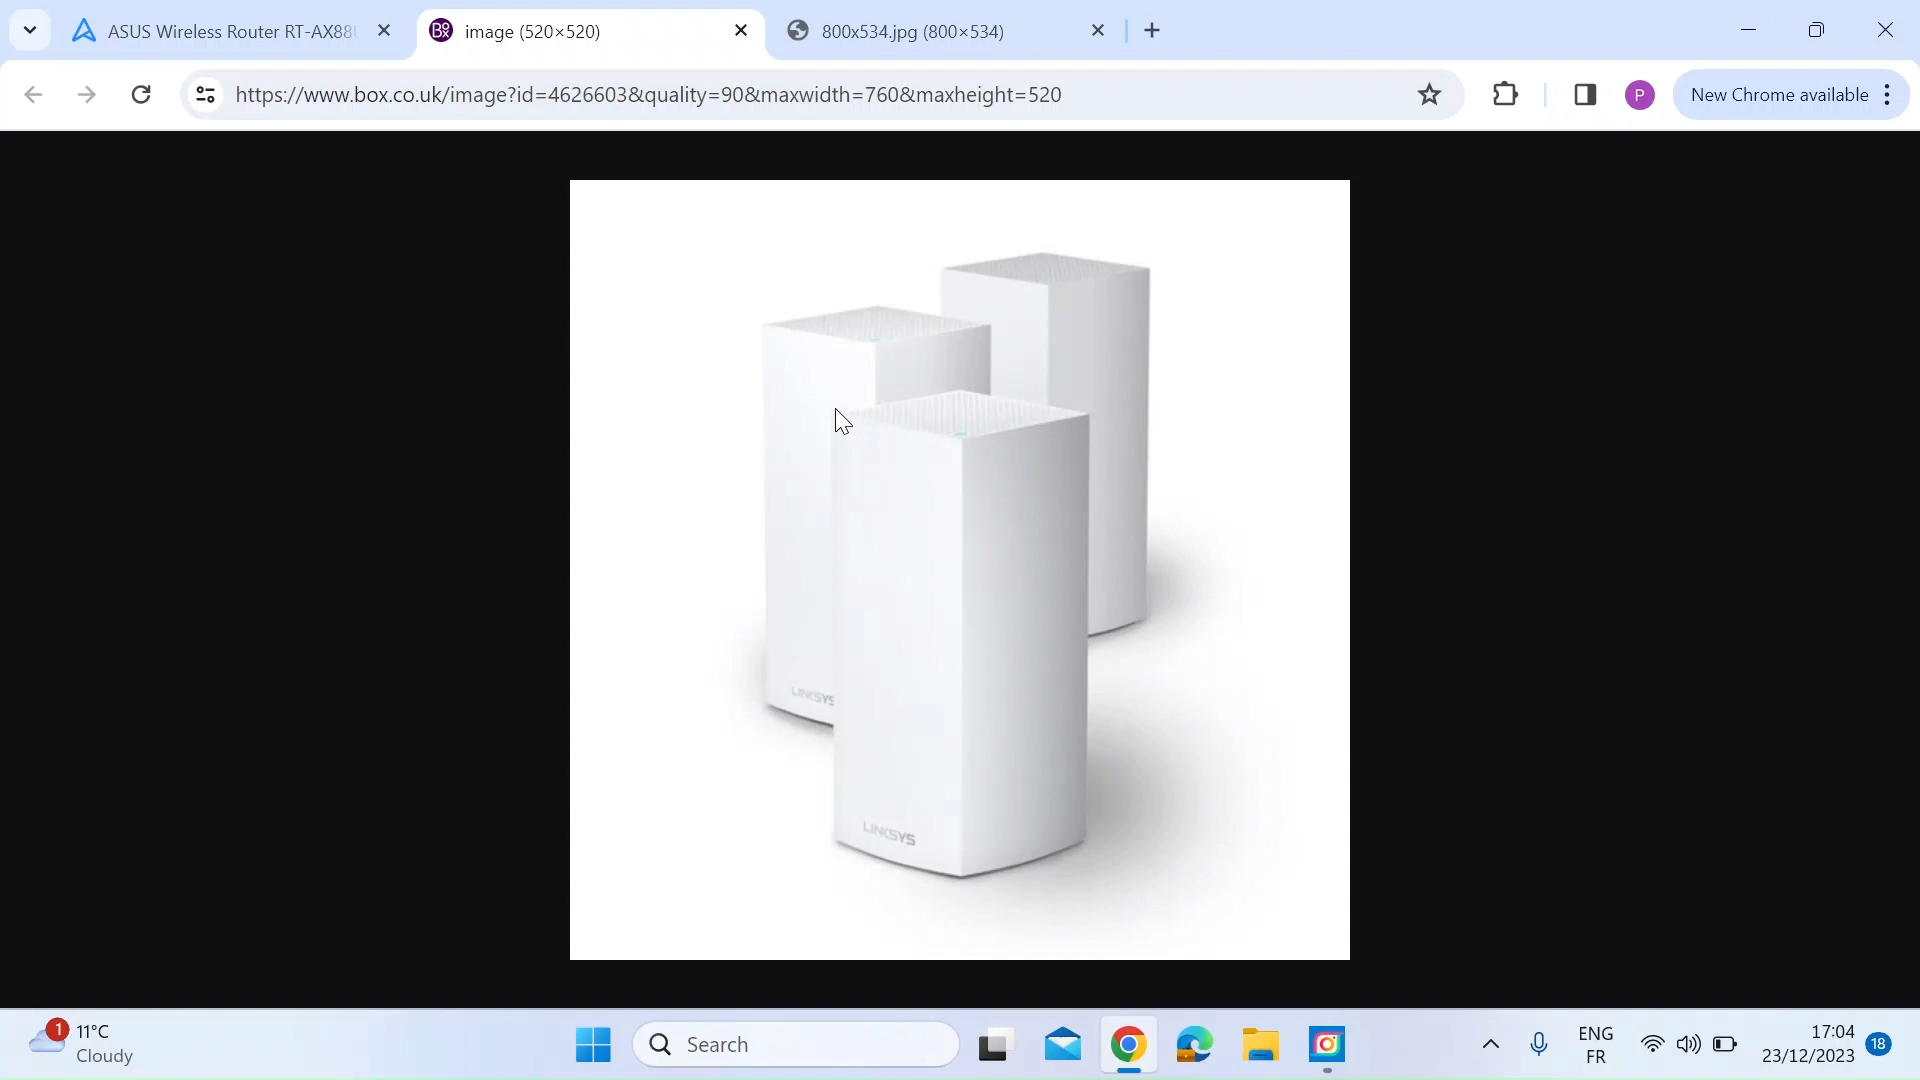 ASUS Wireless Router RT-AX88
image (520×520)
800x534.jpg (800×534)
https://www.box.co.uk/image?id=4626603&quality=90&maxwidth=760&maxheight=520
P
New Chrome available
LINKSYS
LINKSYS
1
11°C
Cloudy
Search
ENG
FR
17:04
23/12/2023
18